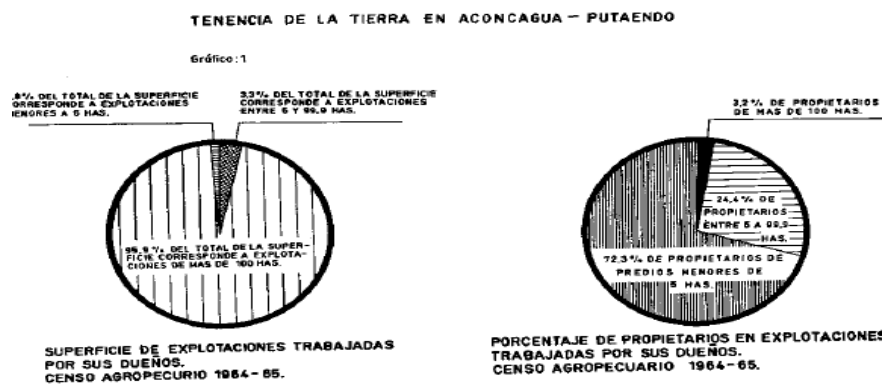 TENENCIA DE LA TIERRA EN ACONCAGUA — PUTAENDO
Gráfico: 1
,8% DEL TOTAL DE LA SUPERFICIE
ORRESPONDE A EXPLOTACIONES
ENORES A 5 HAS.
3,3% DEL TOTAL DE LA SUPERFICIE
CORRESPONDE A EXPLOTACIONES
ENTRE 5 Y 99,9 HAS.
% DEL TOTAL DE LA SUPER-
FICIE CORRESPONDE A EXPLOTA-
CIONES DE MAS DE 100 HAS.
SUPERFICIE DE EXPLOTACIONES TRABAJADAS
POR SUS DUEÑOS.
CENSO AGROPECURIO 1964-65.
3,2% DE PROPIETARIOS
DE MAS DE 100 HAS.
24,4% DE
PROPIETARIOS
ENTRE 5 A 99,9
HAS.
72,3% DE PROPIETARIOS DE
PREDIOS MENORES DE
5 HAS.
PORCENTAJE DE PROPIETARIOS EN EXPLOTACIONES
TRABAJADAS POR SUS DUEÑOS.
CENSO AGROPECUARIO 1964-65.